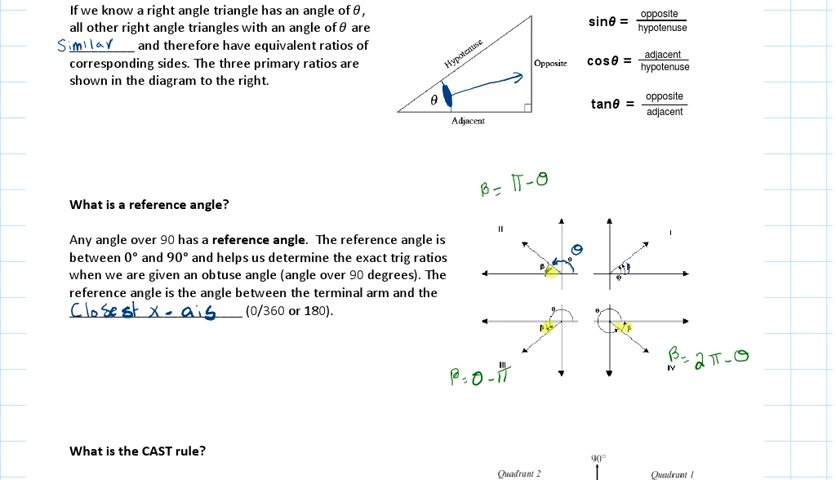 If we know a right angle triangle has an angle of θ,
all other right angle triangles with an angle of θ are
Similar and therefore have equivalent ratios of
corresponding sides. The three primary ratios are
shown in the diagram to the right.
Hypotenuse
Opposite
θ
Adjacent
sinθ = opposite
hypotenuse
cosθ = adjacent
hypotenuse
tanθ = opposite
adjacent
β = π-θ
What is a reference angle?
Any angle over 90 has a reference angle. The reference angle is
between 0° and 90° and helps us determine the exact trig ratios
when we are given an obtuse angle (angle over 90 degrees). The
reference angle is the angle between the terminal arm and the
Closest x-ais (0/360 or 180).
II
I
θ
β
θ
β
θ
β
θ
β
III
IV
β=θ-π
β=2π-θ
What is the CAST rule?
90°
Quadrant 2
Quadrant 1